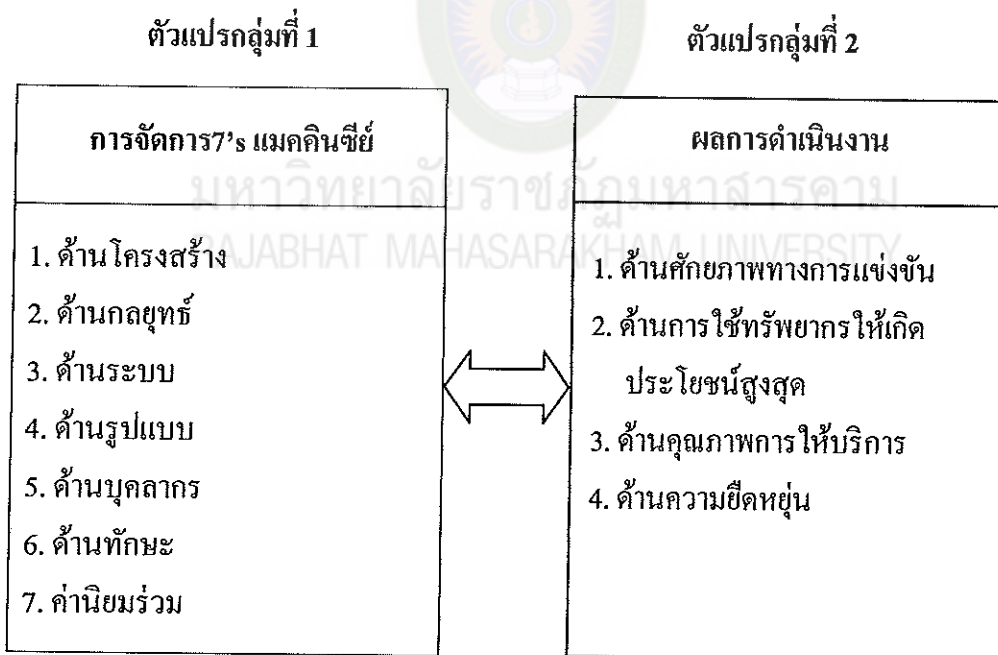 ตัวแปรกลุ่มที่ 1
ตัวแปรกลุ่มที่ 2
การจัดการ7's แมคคินซีย์
ผลการดำเนินงาน
มหาวิทยาลัยราชภัฏมหาสารคาม
RAJABHAT MAHASARAKHAM UNIVERSITY
1. ด้านโครงสร้าง
2. ด้านกลยุทธ์
3. ด้านระบบ
4. ด้านรูปแบบ
5. ด้านบุคลากร
6. ด้านทักษะ
7. ค่านิยมร่วม
1. ด้านศักยภาพทางการแข่งขัน
2. ด้านการใช้ทรัพยากรให้เกิด
ประโยชน์สูงสุด
3. ด้านคุณภาพการให้บริการ
4. ด้านความยืดหยุ่น